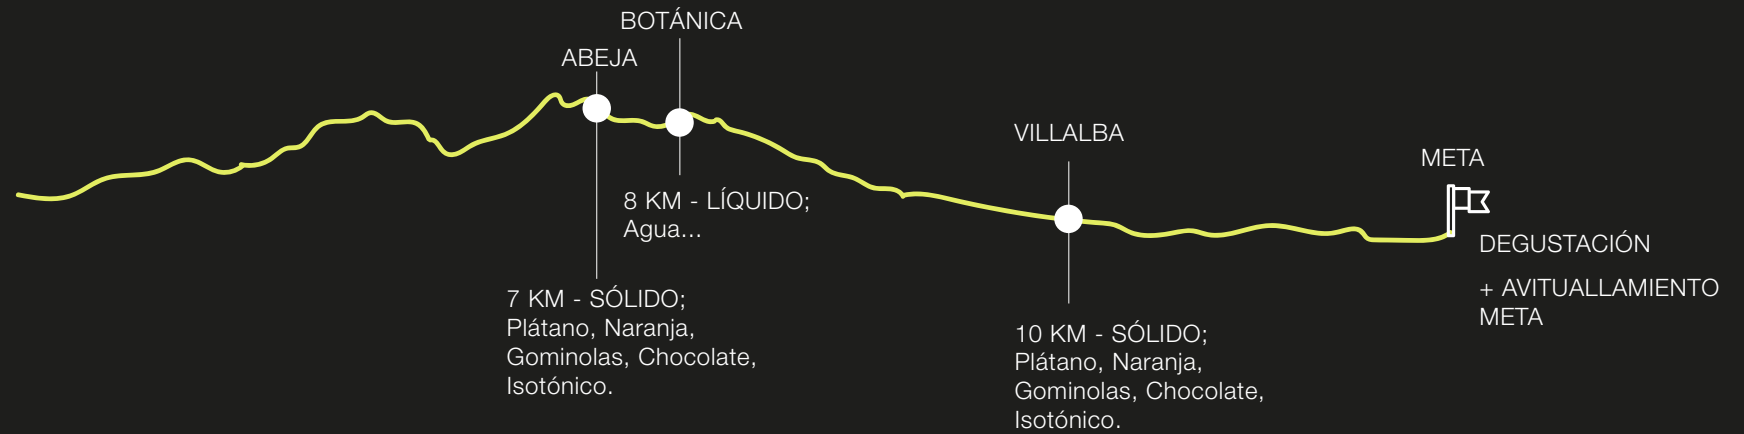 BOTÁNICA
ABEJA
VILLALBA
META
8 KM - LÍQUIDO;
Agua...
DEGUSTACIÓN
+ AVITUALLAMIENTO
META
7 KM - SÓLIDO;
Plátano, Naranja,
Gominolas, Chocolate,
Isotónico.
10 KM - SÓLIDO;
Plátano, Naranja,
Gominolas, Chocolate,
Isotónico.